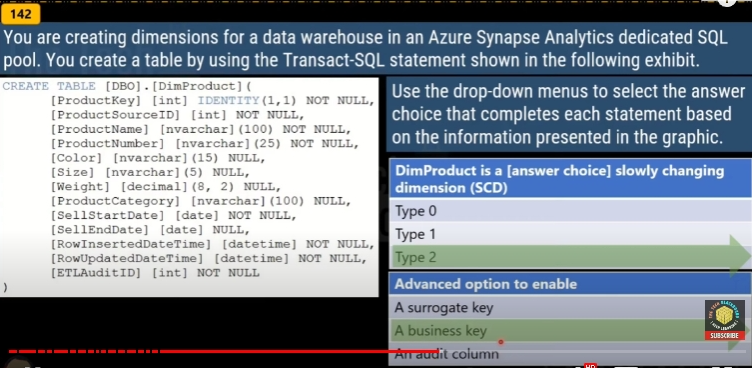 142
You are creating dimensions for a data warehouse in an Azure Synapse Analytics dedicated SQL
pool. You create a table by using the Transact-SQL statement shown in the following exhibit.
CREATE TABLE [DBO].[DimProduct](
[ProductKey] [int] IDENTITY(1,1) NOT NULL,
[ProductSourceID] [int] NOT NULL,
[ProductName] [nvarchar](100) NOT NULL,
[ProductNumber] [nvarchar](25) NOT NULL,
[Color] [nvarchar](15) NULL,
[Size] [nvarchar](5) NULL,
[Weight] [decimal](8, 2) NULL,
[ProductCategory] [nvarchar](100) NULL,
[SellStartDate] [date] NOT NULL,
[SellEndDate] [date] NULL,
[RowInsertedDateTime] [datetime] NOT NULL,
[RowUpdatedDateTime] [datetime] NOT NULL,
[ETLAuditID] [int] NOT NULL
)
Use the drop-down menus to select the answer
choice that completes each statement based
on the information presented in the graphic.
DimProduct is a [answer choice] slowly changing
dimension (SCD)
Type 0
Type 1
Type 2
Advanced option to enable
A surrogate key
A business key
An audit column
SUBSCRIBE